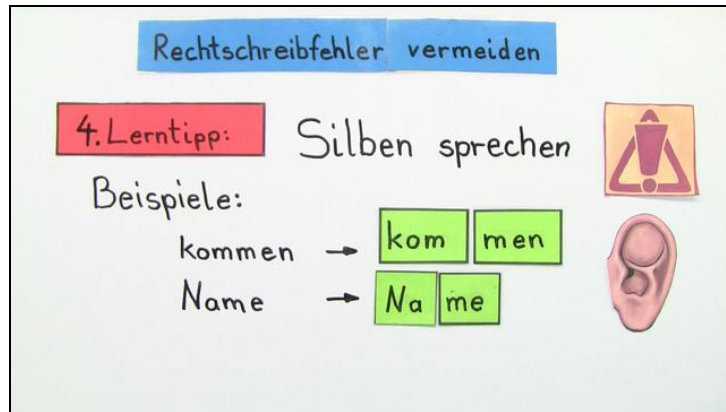 Rechtschreibfehler vermeiden
4. Lerntipp: Silben sprechen
Beispiele:
kommen → kom men
Name → Na me